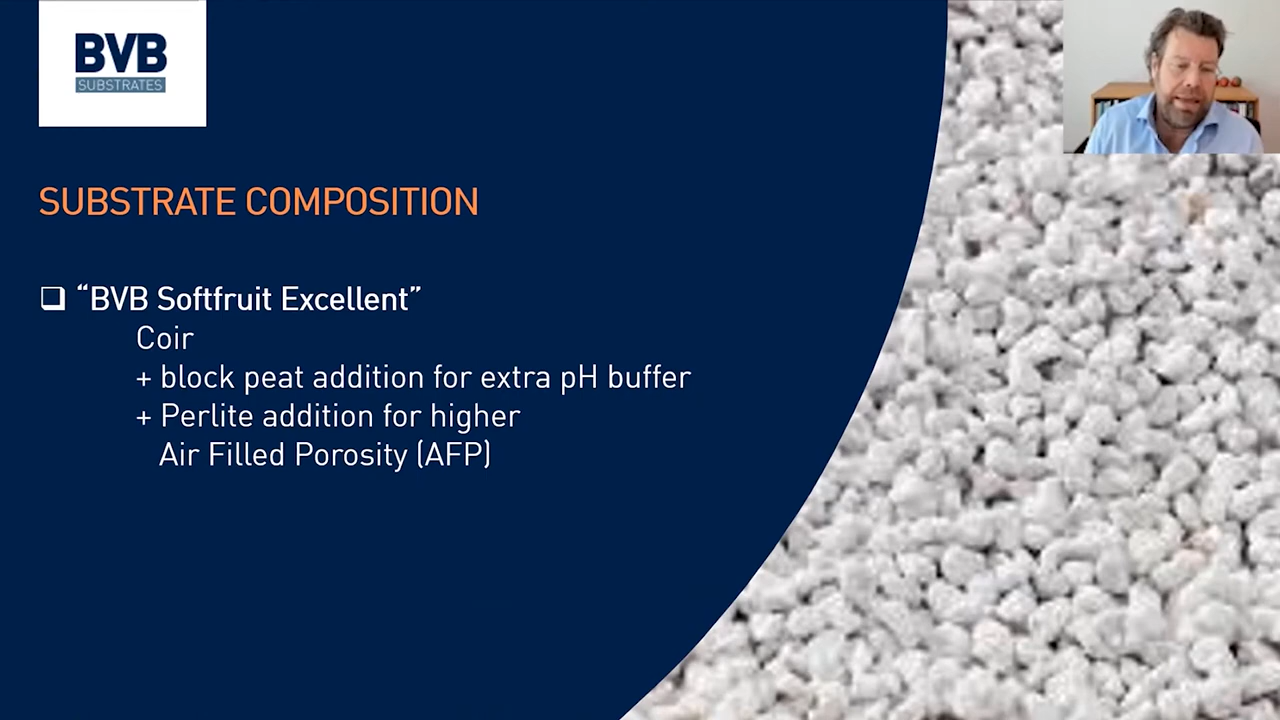 BVB
SUBSTRATES
SUBSTRATE COMPOSITION
❑ “BVB Softfruit Excellent”
Coir
+ block peat addition for extra pH buffer
+ Perlite addition for higher
Air Filled Porosity (AFP)